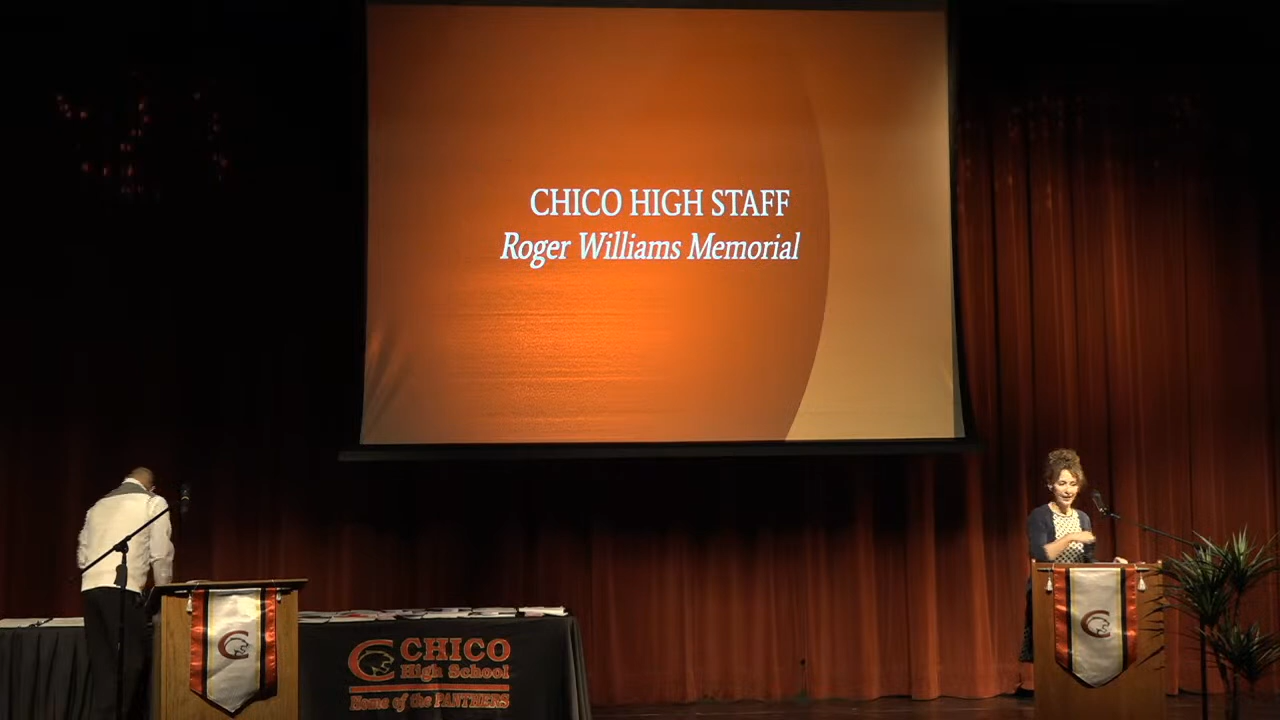 CHICO HIGH STAFF
Roger Williams Memorial
CHICO
High School
Home of the PANTHERS